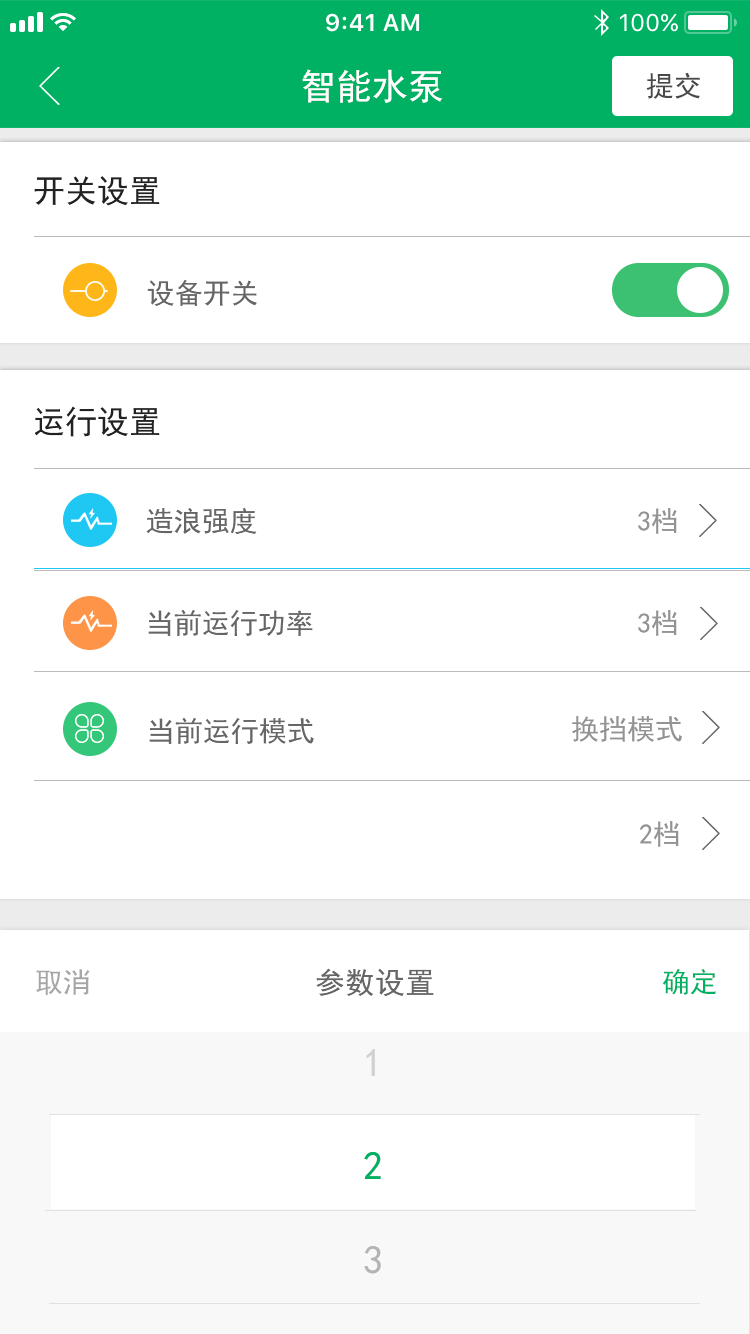 9:41 AM 100%
智能水泵 提交
开关设置
设备开关
运行设置
造浪强度 3档
当前运行功率 3档
当前运行模式 换挡模式
2档
取消 参数设置 确定
1
2
3